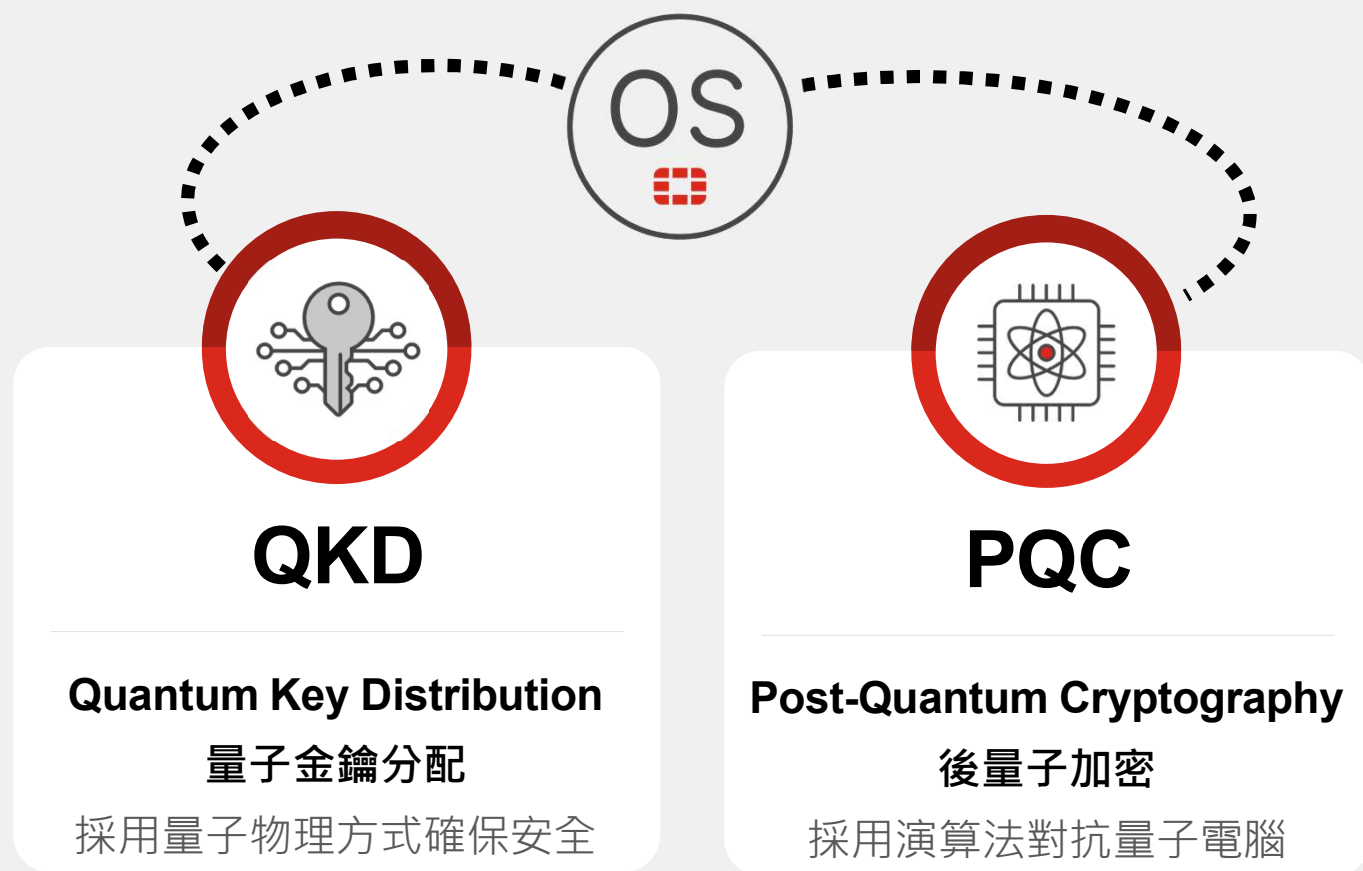 OS
QKD
Quantum Key Distribution
量子金鑰分配
採用量子物理方式確保安全
PQC
Post-Quantum Cryptography
後量子加密
採用演算法對抗量子電腦